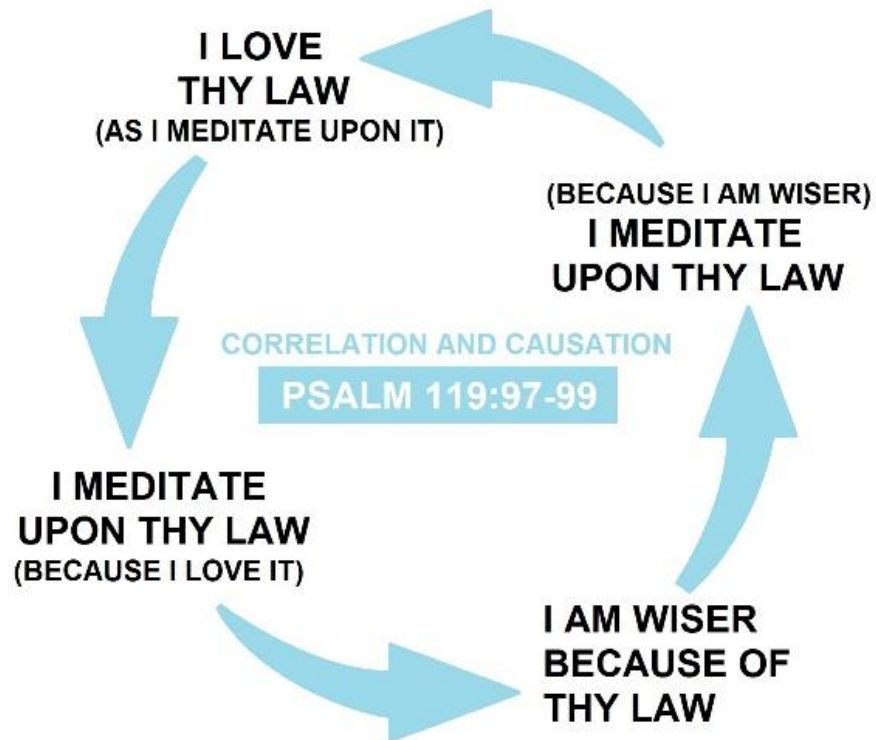 I LOVE
THY LAW
(AS I MEDITATE UPON IT)
(BECAUSE I AM WISER)
I MEDITATE
UPON THY LAW
CORRELATION AND CAUSATION
PSALM 119:97-99
I MEDITATE
UPON THY LAW
(BECAUSE I LOVE IT)
I AM WISER
BECAUSE OF
THY LAW